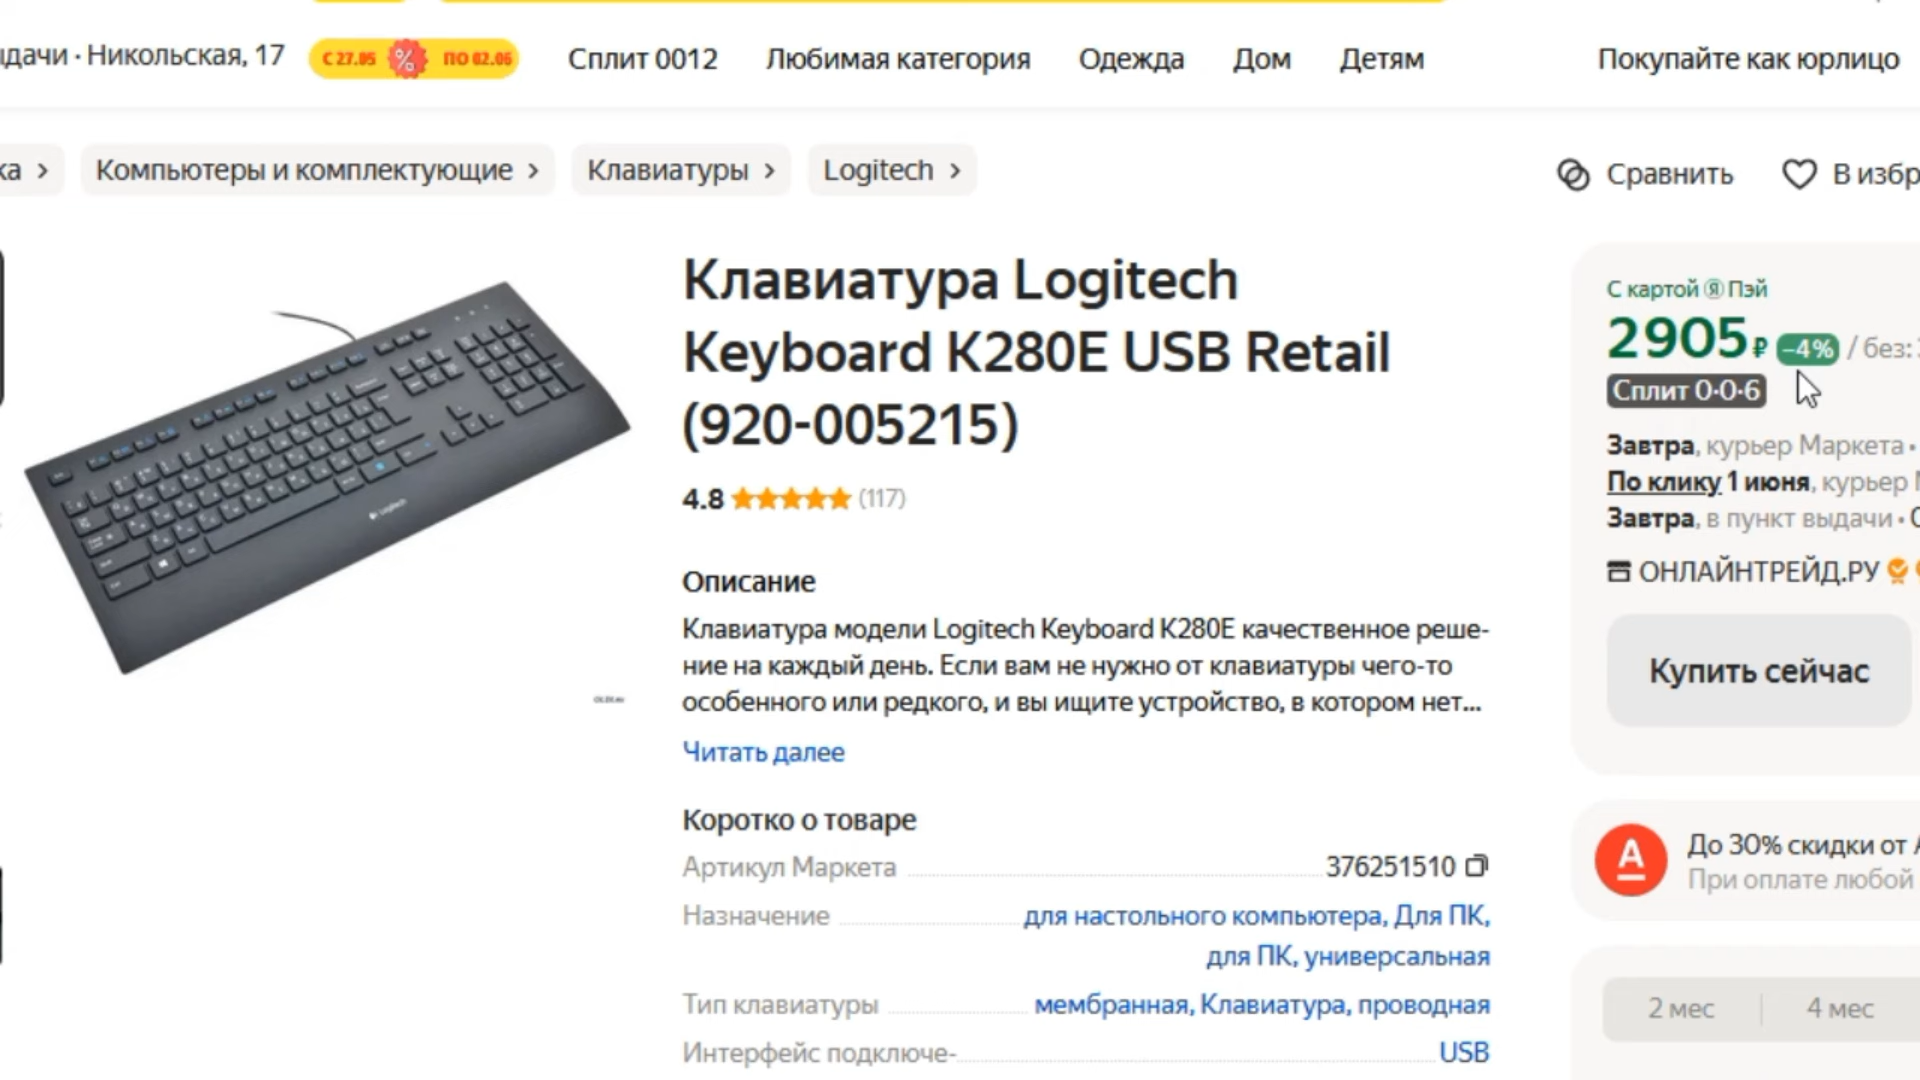 · Никольская, 17
С 27.05 % ПО 02.06
Сплит 0012
Любимая категория
Одежда
Дом
Детям
Покупайте как юрлицо
Компьютеры и комплектующие
Клавиатуры
Logitech
Сравнить
В
Клавиатура Logitech
Keyboard K280E USB Retail
(920-005215)
4.8 (117)
Описание
Клавиатура модели Logitech Keyboard K280E качественное реше-
ние на каждый день. Если вам не нужно от клавиатуры чего-то
особенного или редкого, и вы ищите устройство, в котором нет...
Читать далее
Коротко о товаре
Артикул Маркета 376251510
Назначение для настольного компьютера, Для ПК,
для ПК, универсальная
Тип клавиатуры мембранная, Клавиатура, проводная
Интерфейс подключе- USB
С картой Я Пэй
2905 ₽ –4% / без:
Сплит 0·0·6
Завтра, курьер Маркета ·
По клику 1 июня, курьер
Завтра, в пункт выдачи ·
ОНЛАЙНТРЕЙД.РУ
Купить сейчас
До 30% скидки от
При оплате любой
2 мес
4 мес
Logitech